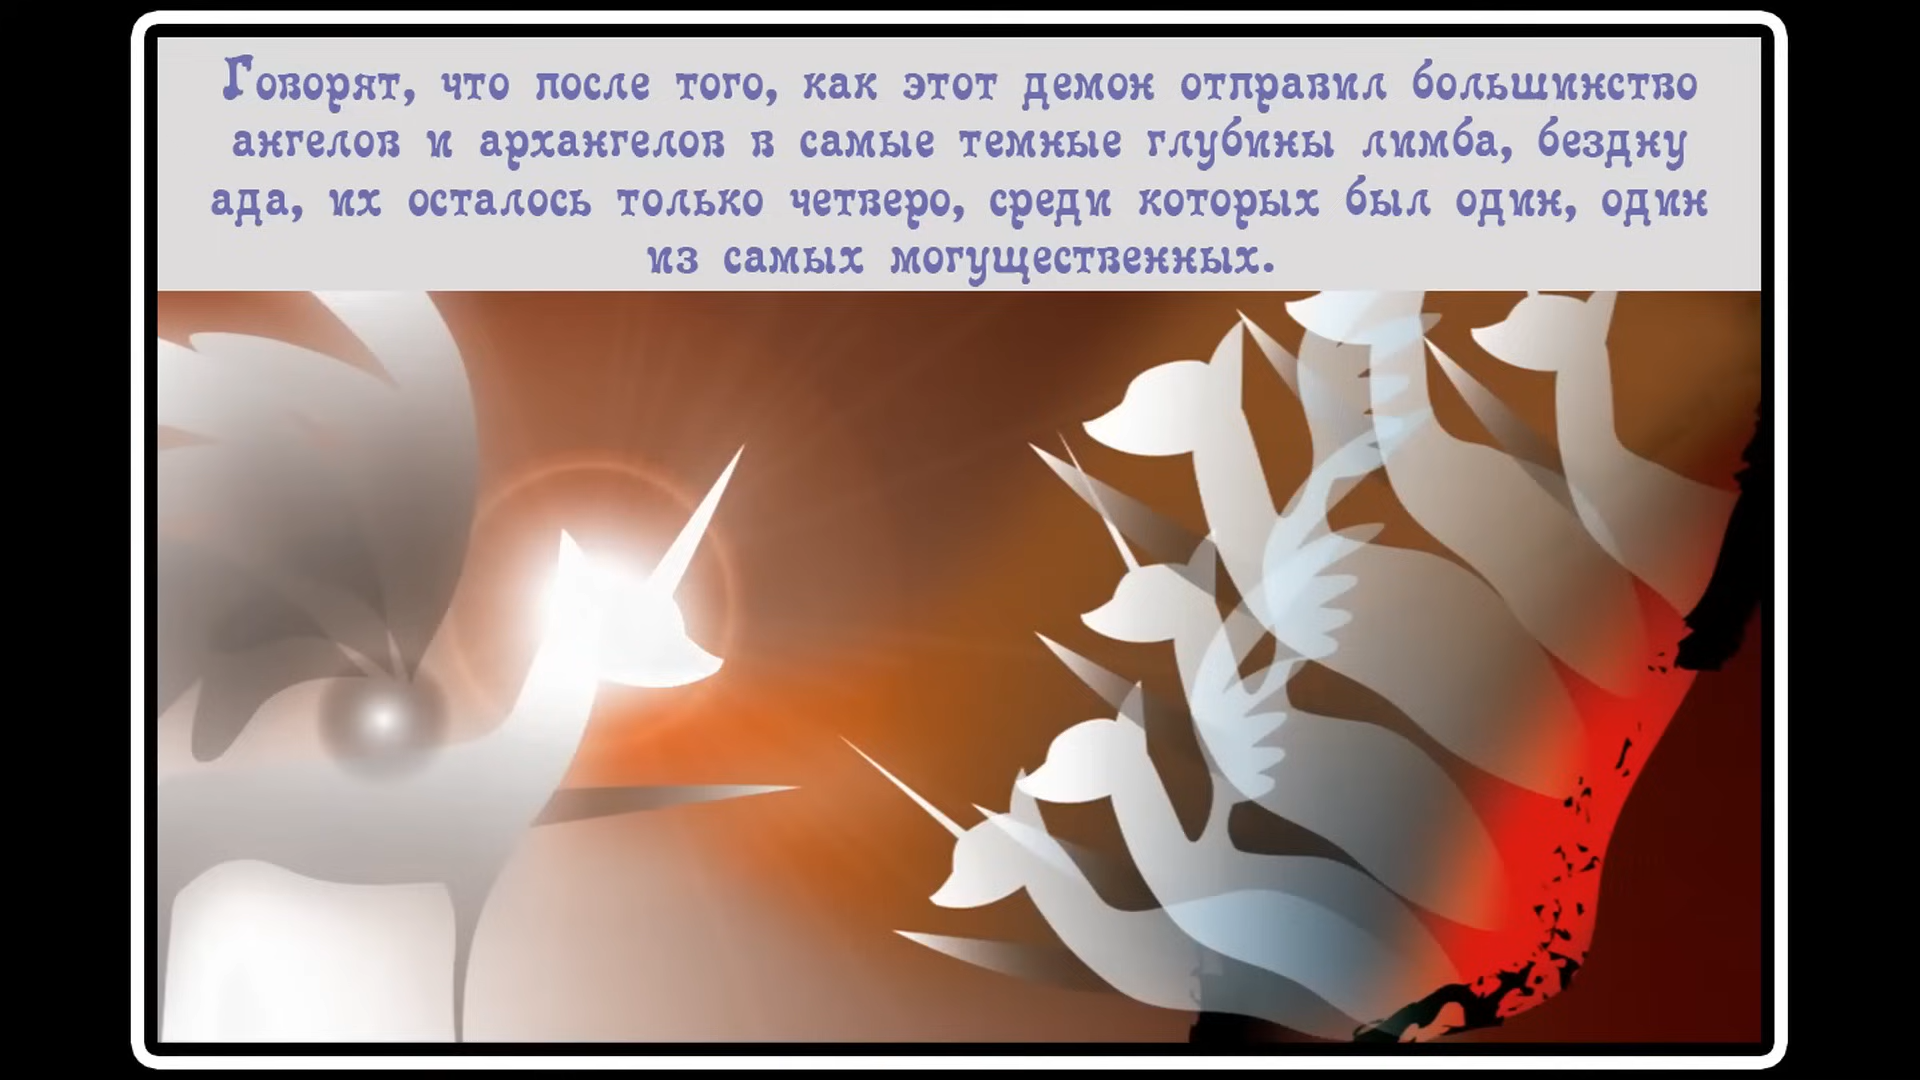 Говорят, что после того, как этот демон отправил большинство
ангелов и архангелов в самые темные глубины лимба, бездну
ада, их осталось только четверо, среди которых был один, один
из самых могущественных.